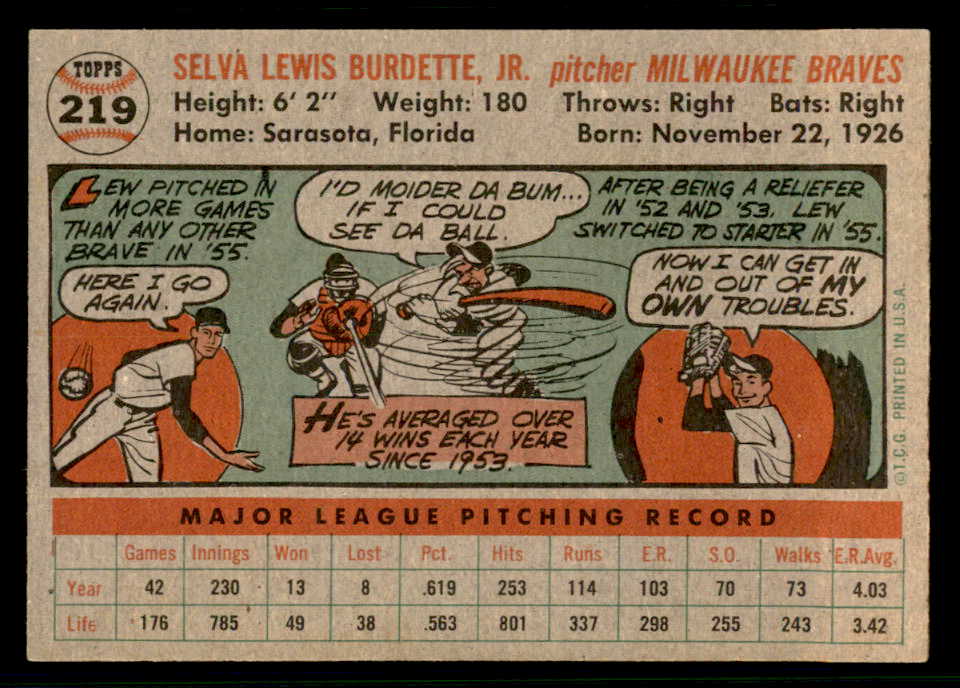 TOPPS
219
SELVA LEWIS BURDETTE, JR. pitcher MILWAUKEE BRAVES
Height: 6' 2" Weight: 180 Throws: Right Bats: Right
Home: Sarasota, Florida Born: November 22, 1926
LEW PITCHED IN
MORE GAMES
THAN ANY OTHER
BRAVE IN '55.
HERE I GO
AGAIN.
I'D MOIDER DA BUM...
IF I COULD
SEE DA BALL.
HE'S AVERAGED OVER
14 WINS EACH YEAR
SINCE 1953.
AFTER BEING A RELIEFER
IN '52 AND '53, LEW
SWITCHED TO STARTER IN '55.
NOW I CAN GET IN
AND OUT OF MY
OWN TROUBLES.
©T.C.G. PRINTED IN U.S.A.
MAJOR LEAGUE PITCHING RECORD
Games Innings Won Lost Pct. Hits Runs E.R. S.O. Walks E.R.Avg.
Year 42 230 13 8 .619 253 114 103 70 73 4.03
Life 176 785 49 38 .563 801 337 298 255 243 3.42